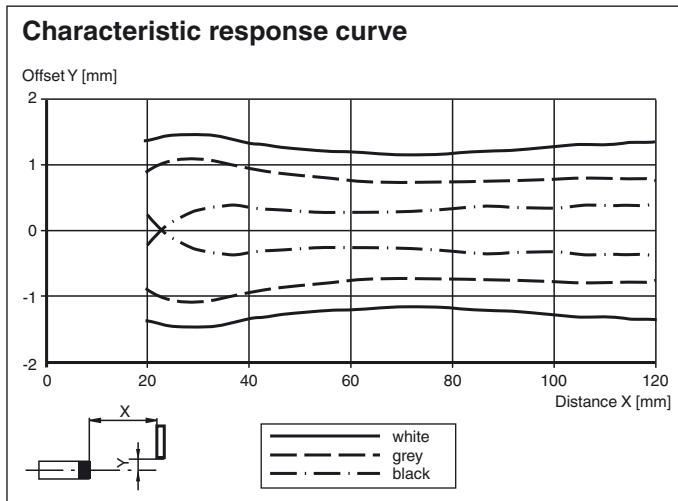 Characteristic response curve
Offset Y [mm]
2
1
0
-1
-2
0 20 40 60 80 100 120
Distance X [mm]
X
Y
white
grey
black